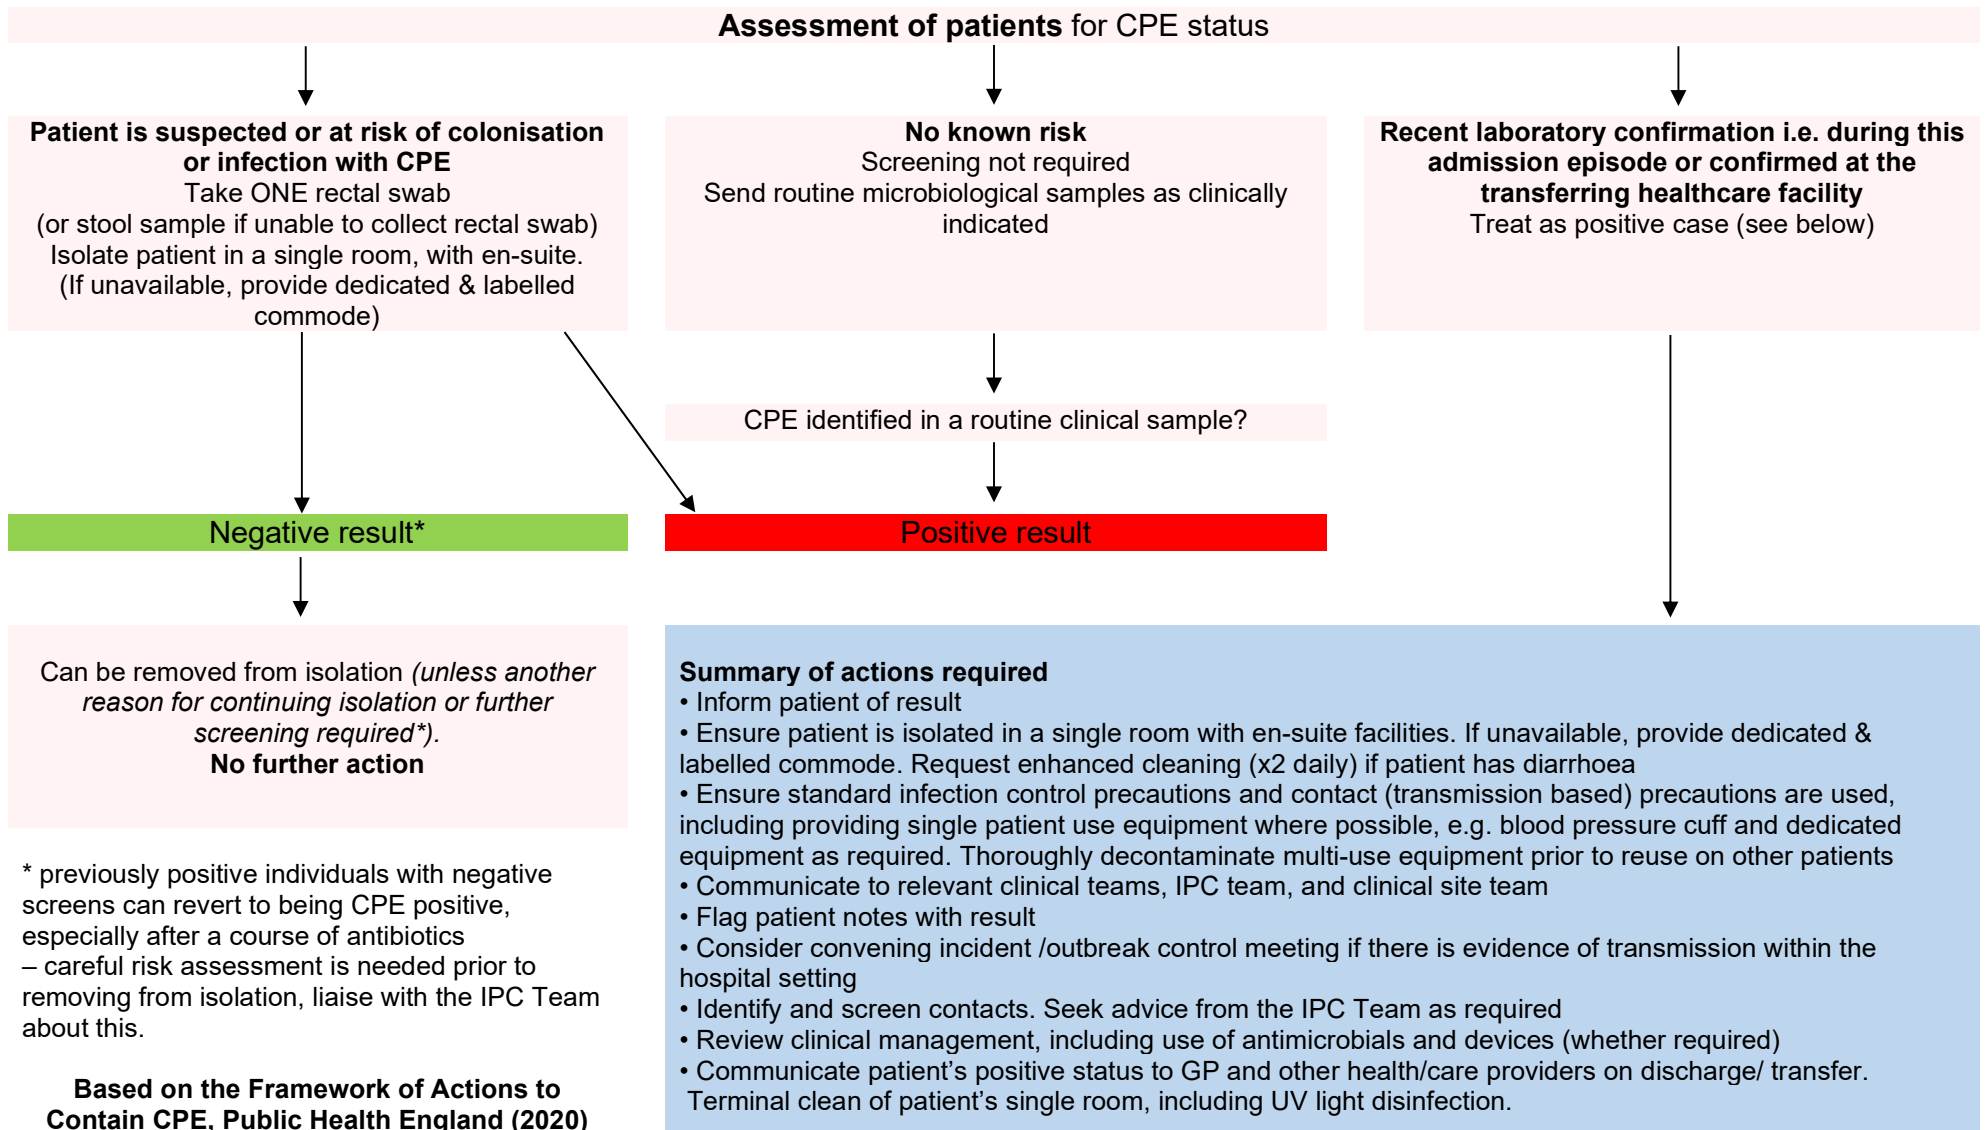 Assessment of patients for CPE status
Patient is suspected or at risk of colonisation
or infection with CPE
Take ONE rectal swab
(or stool sample if unable to collect rectal swab)
Isolate patient in a single room, with en-suite.
(If unavailable, provide dedicated & labelled
commode)
No known risk
Screening not required
Send routine microbiological samples as clinically
indicated
Recent laboratory confirmation i.e. during this
admission episode or confirmed at the
transferring healthcare facility
Treat as positive case (see below)
CPE identified in a routine clinical sample?
Negative result*
Positive result
Can be removed from isolation (unless another
reason for continuing isolation or further
screening required*).
No further action
* previously positive individuals with negative
screens can revert to being CPE positive,
especially after a course of antibiotics
– careful risk assessment is needed prior to
removing from isolation, liaise with the IPC Team
about this.
Based on the Framework of Actions to
Contain CPE, Public Health England (2020)
Summary of actions required
• Inform patient of result
• Ensure patient is isolated in a single room with en-suite facilities. If unavailable, provide dedicated &
labelled commode. Request enhanced cleaning (x2 daily) if patient has diarrhoea
• Ensure standard infection control precautions and contact (transmission based) precautions are used,
including providing single patient use equipment where possible, e.g. blood pressure cuff and dedicated
equipment as required. Thoroughly decontaminate multi-use equipment prior to reuse on other patients
• Communicate to relevant clinical teams, IPC team, and clinical site team
• Flag patient notes with result
• Consider convening incident /outbreak control meeting if there is evidence of transmission within the
hospital setting
• Identify and screen contacts. Seek advice from the IPC Team as required
• Review clinical management, including use of antimicrobials and devices (whether required)
• Communicate patient’s positive status to GP and other health/care providers on discharge/ transfer.
Terminal clean of patient’s single room, including UV light disinfection.